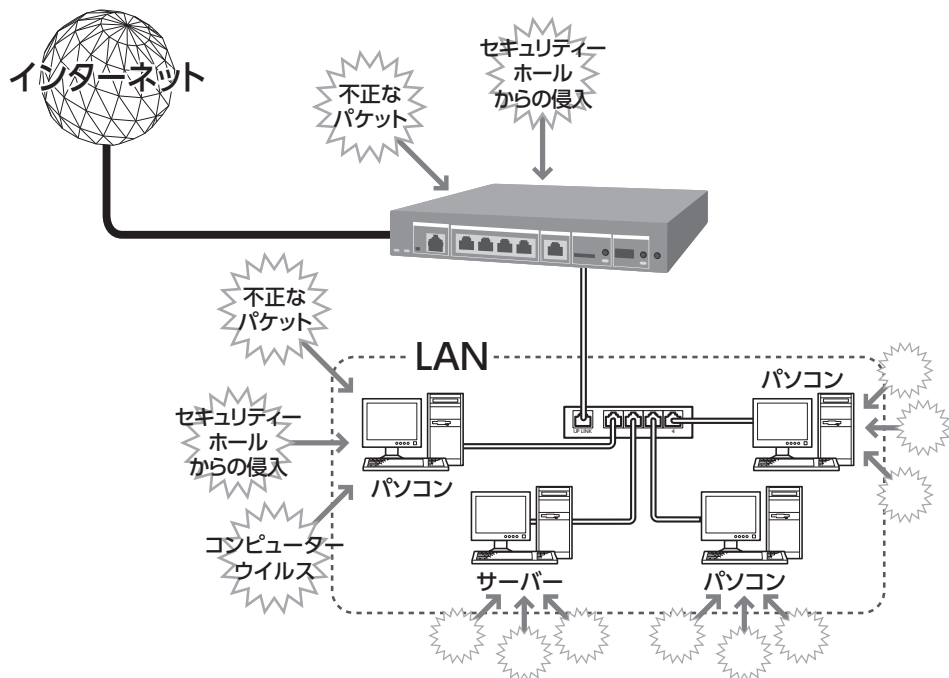 インターネット
不正な
パケット
セキュリティー
ホール
からの侵入
不正な
パケット
LAN
セキュリティー
ホール
からの侵入
パソコン
UP LINK
4
パソコン
コンピューター
ウイルス
サーバー
パソコン